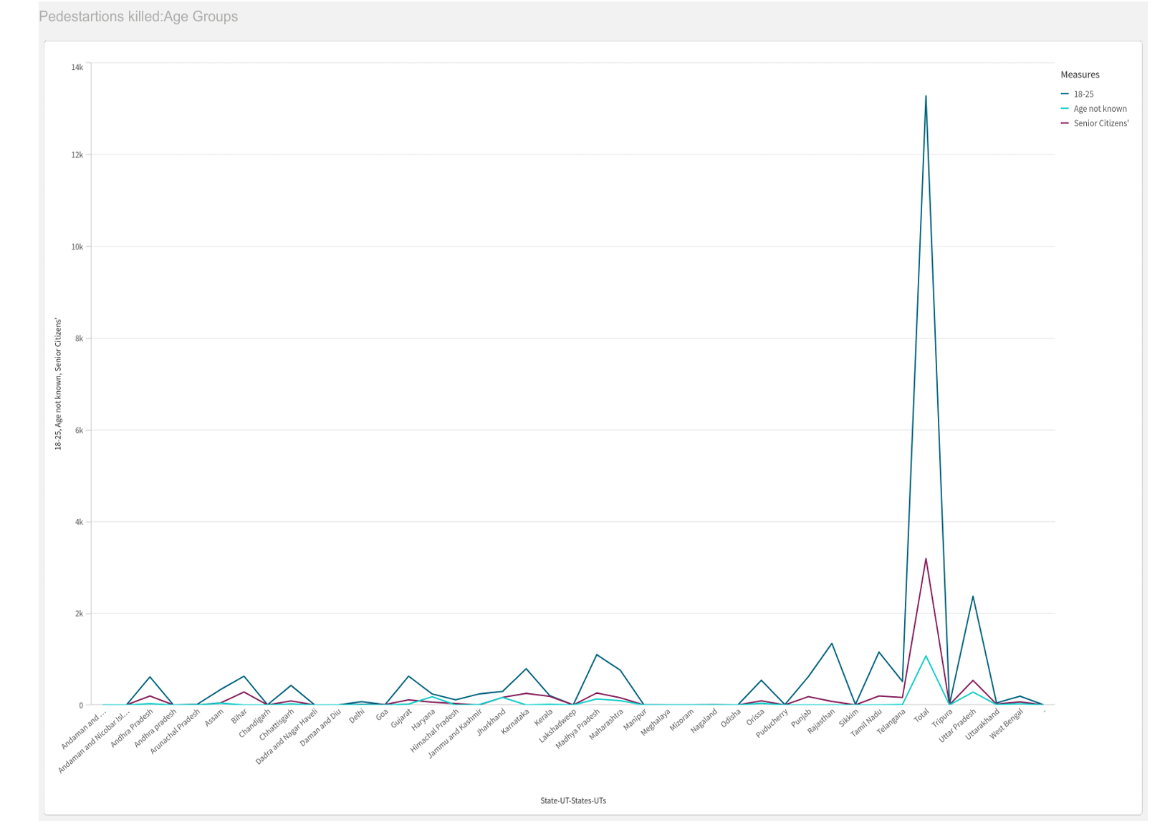 Pedestartions killed:Age Groups
Measures
18-25
Age not known
Senior Citizens'
14k
12k
10k
8k
6k
4k
2k
0
18-25, Age not known, Senior Citizens'
Andaman and ...
Andaman and Nicobar Isl...
Andhra Pradesh
Andhra pradesh
Arunachal Pradesh
Assam
Bihar
Chandigarh
Chhattisgarh
Dadra and Nagar Haveli
Daman and Diu
Delhi
Goa
Gujarat
Haryana
Himachal Pradesh
Jammu and Kashmir
Jharkhand
Karnataka
Kerala
Lakshadweep
Madhya Pradesh
Maharashtra
Manipur
Meghalaya
Mizoram
Nagaland
Odisha
Orissa
Puducherry
Punjab
Rajasthan
Sikkim
Tamil Nadu
Telangana
Total
Tripura
Uttar Pradesh
Uttarakhand
West Bengal
-
State-UT-States-UTs